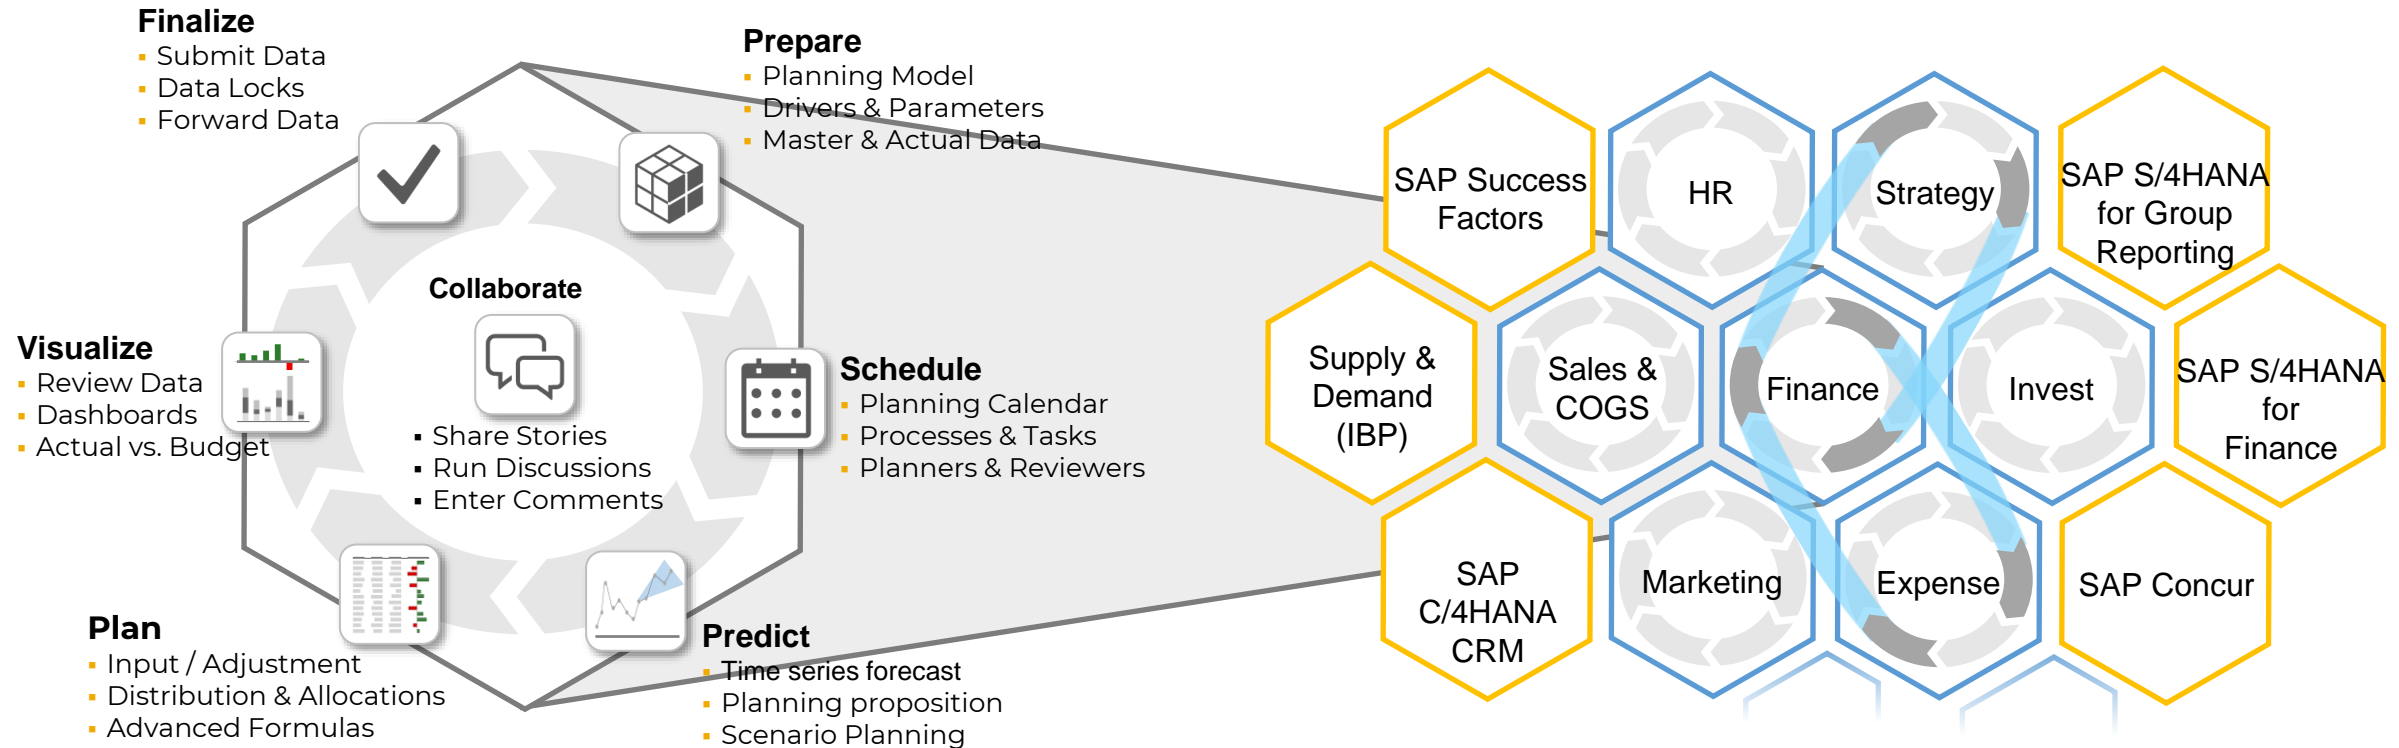 Finalize
Submit Data
Data Locks
Forward Data
Prepare
Planning Model
Drivers & Parameters
Master & Actual Data
Collaborate
Share Stories
Run Discussions
Enter Comments
Visualize
Review Data
Dashboards
Actual vs. Budget
Schedule
Planning Calendar
Processes & Tasks
Planners & Reviewers
Plan
Input / Adjustment
Distribution & Allocations
Advanced Formulas
Predict
Time series forecast
Planning proposition
Scenario Planning
SAP Success
Factors
HR
Strategy
SAP S/4HANA
for Group
Reporting
Supply &
Demand
(IBP)
Sales &
COGS
Finance
Invest
SAP S/4HANA
for
Finance
SAP
C/4HANA
CRM
Marketing
Expense
SAP Concur